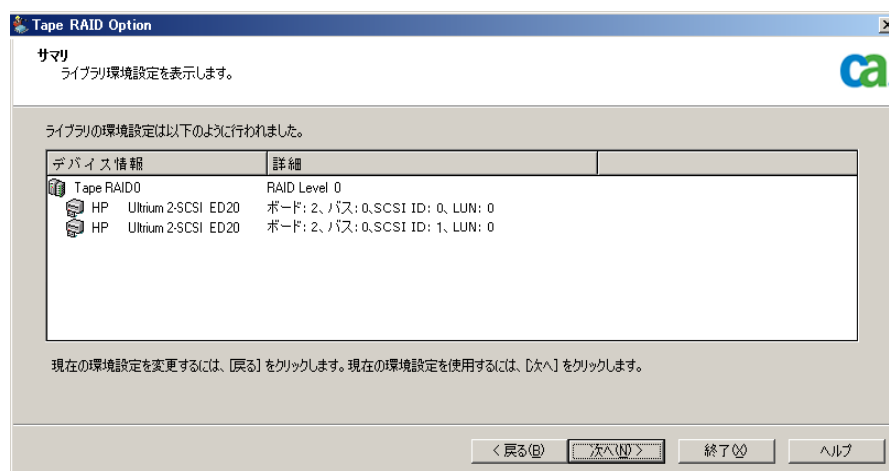 Tape RAID Option
サマリ
ライブラリ環境設定を表示します。
ca
ライブラリの環境設定は以下のように行われました。
デバイス情報 詳細
Tape RAID0 RAID Level 0
HP Ultrium 2-SCSI ED20 ボード: 2、バス: 0、SCSI ID: 0、LUN: 0
HP Ultrium 2-SCSI ED20 ボード: 2、バス: 0、SCSI ID: 1、LUN: 0
現在の環境設定を変更するには、[戻る] をクリックします。現在の環境設定を使用するには、[次へ] をクリックします。
< 戻る(B) 次へ(N) > 終了(X) ヘルプ